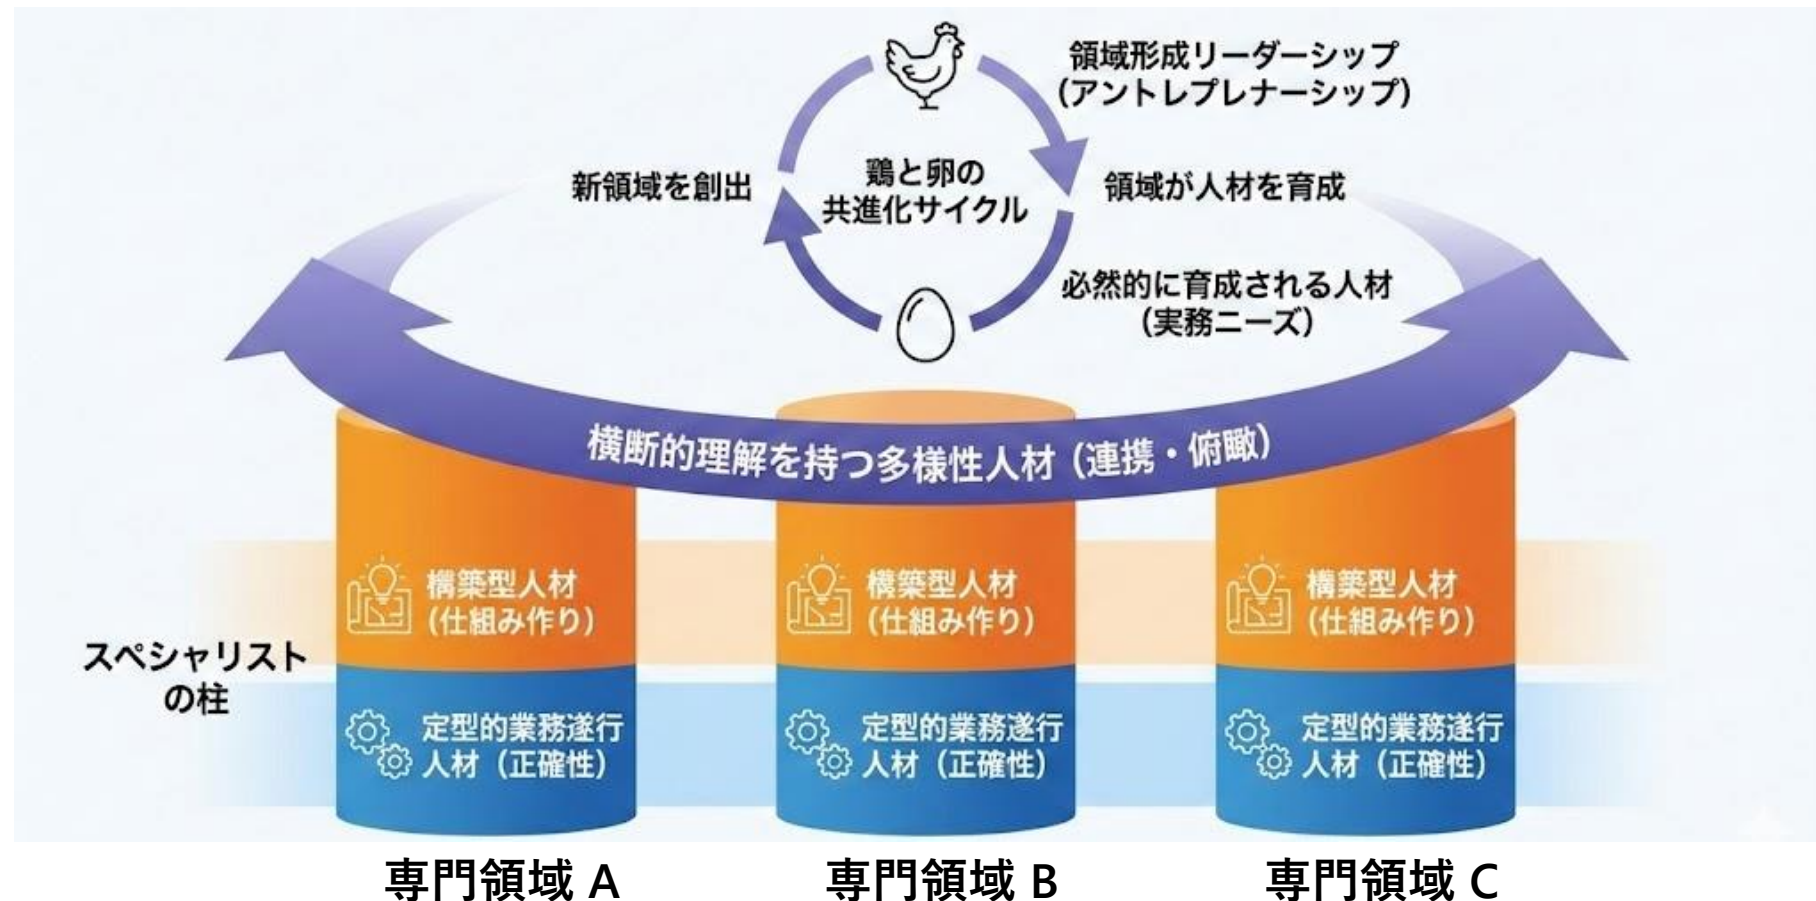 領域形成リーダーシップ
(アントレプレナーシップ)
新領域を創出
鶏と卵の
共進化サイクル
領域が人材を育成
必然的に育成される人材
(実務ニーズ)
横断的理解を持つ多様性人材(連携・俯瞰)
構築型人材
(仕組み作り)
構築型人材
(仕組み作り)
構築型人材
(仕組み作り)
スペシャリスト
の柱
定型的業務遂行
人材(正確性)
定型的業務遂行
人材(正確性)
定型的業務遂行
人材(正確性)
専門領域 A
専門領域 B
専門領域 C